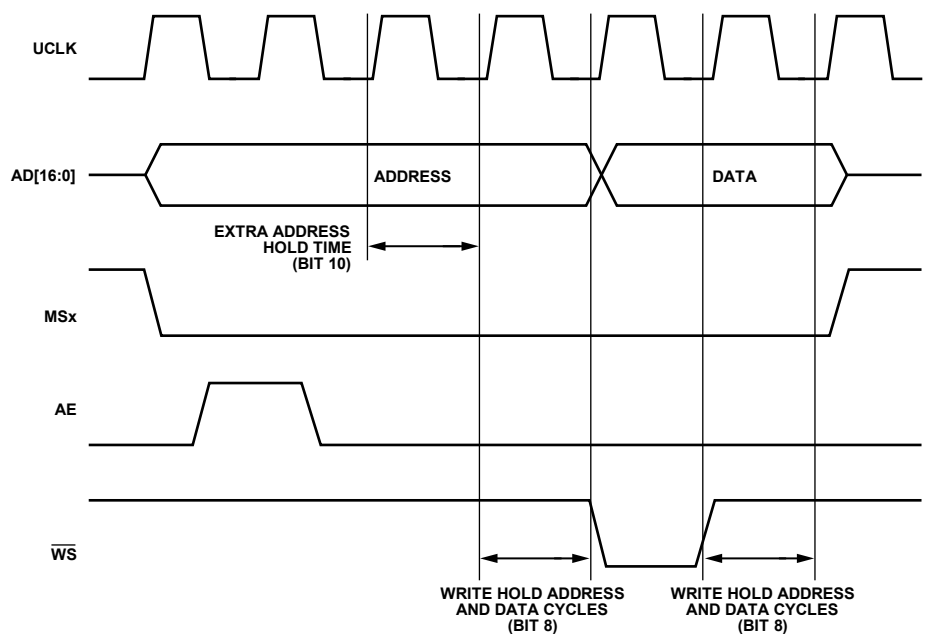 UCLK
AD[16:0]
ADDRESS
DATA
EXTRA ADDRESS
HOLD TIME
(BIT 10)
MSx
AE
WS
WRITE HOLD ADDRESS
AND DATA CYCLES
(BIT 8)
WRITE HOLD ADDRESS
AND DATA CYCLES
(BIT 8)